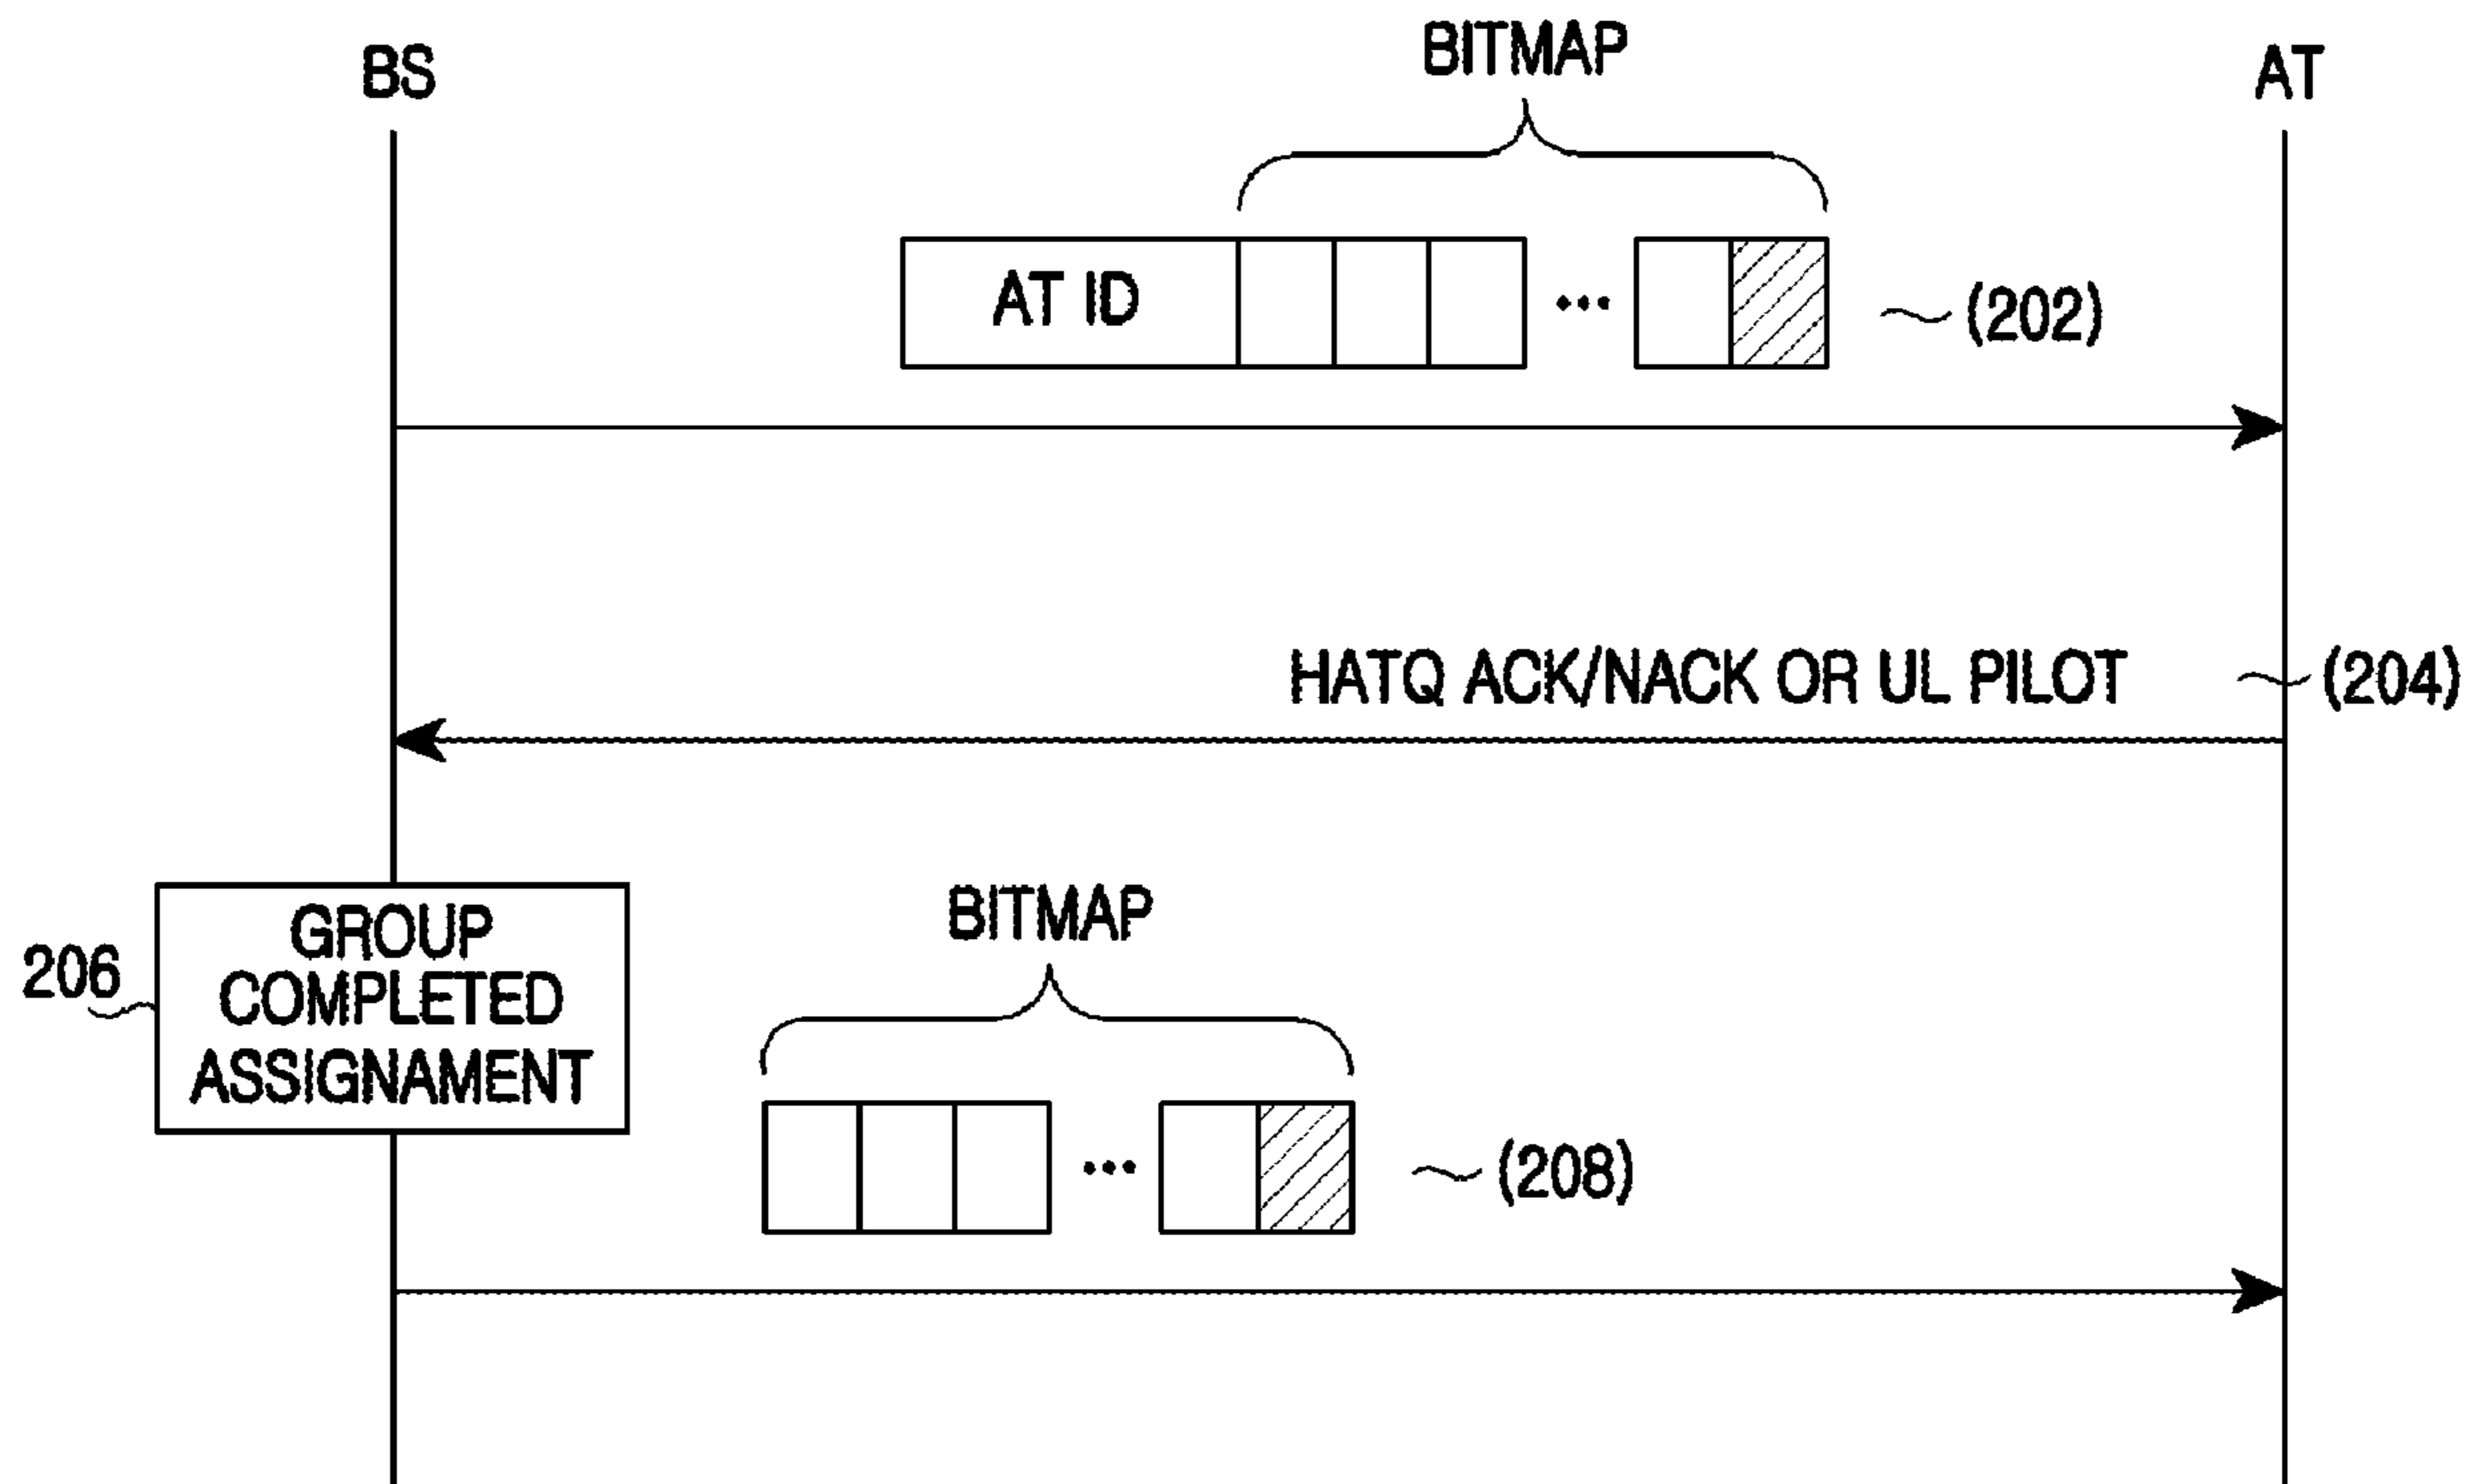 BS
BITMAP
AT
AT ID
•••
(202)
HATQ ACK/NACK OR UL PILOT
(204)
206
GROUP
COMPLETED
ASSIGNAMENT
BITMAP
•••
(208)